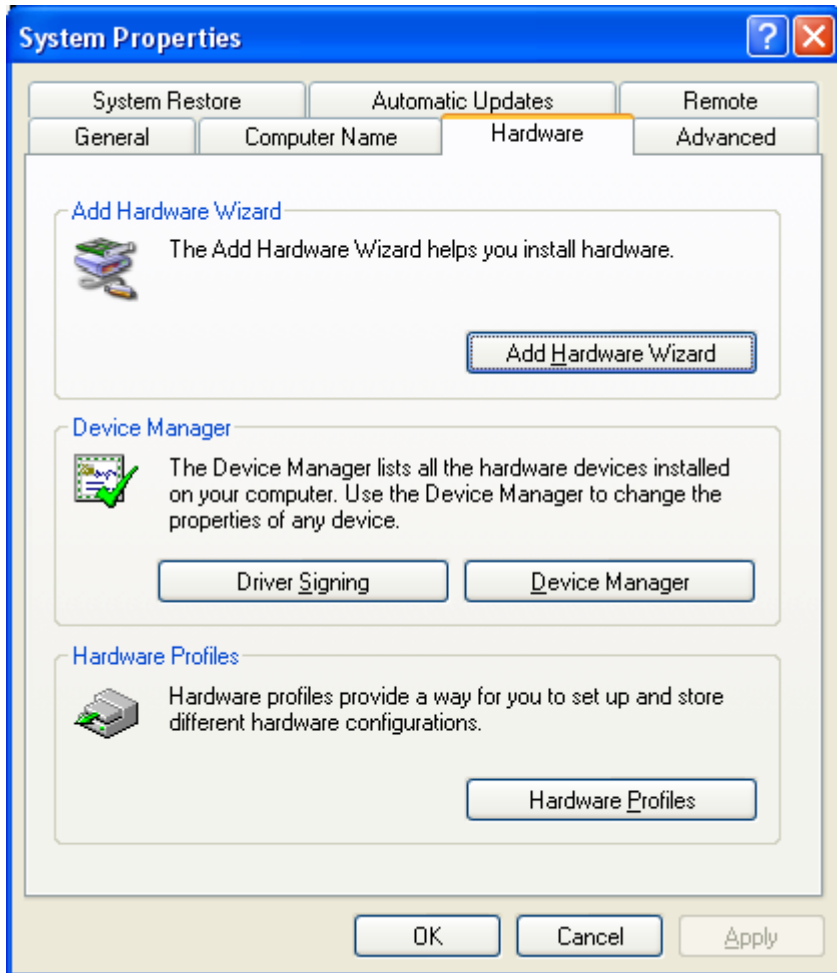 System Properties
System Restore
Automatic Updates
Remote
General
Computer Name
Hardware
Advanced
Add Hardware Wizard
The Add Hardware Wizard helps you install hardware.
Add Hardware Wizard
Device Manager
The Device Manager lists all the hardware devices installed
on your computer. Use the Device Manager to change the
properties of any device.
Driver Signing
Device Manager
Hardware Profiles
Hardware profiles provide a way for you to set up and store
different hardware configurations.
Hardware Profiles
OK
Cancel
Apply